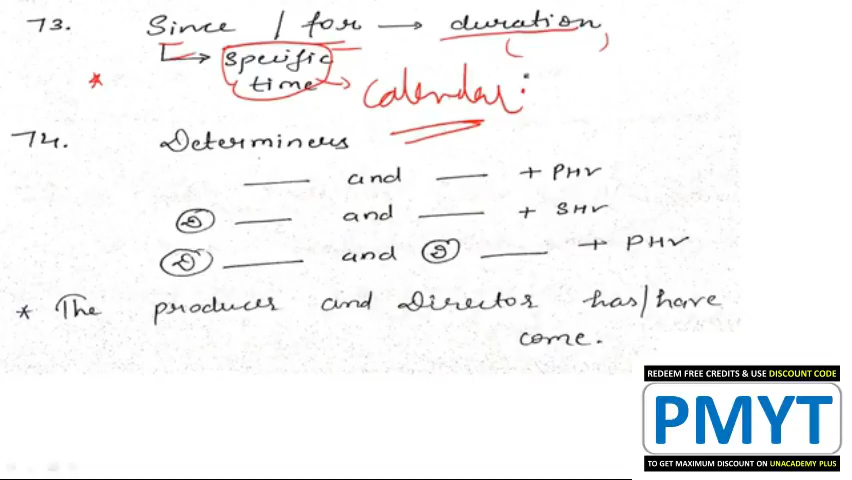 73. Since / for → duration
→ specific ( )
* time → calendar:
74. Determiners
___ and ___ + PHV
D ___ and ___ + SHV
D ___ and D ___ + PHV
* The producer and Director has/have
come.
REDEEM FREE CREDITS & USE DISCOUNT CODE
PMYT
TO GET MAXIMUM DISCOUNT ON UNACADEMY PLUS